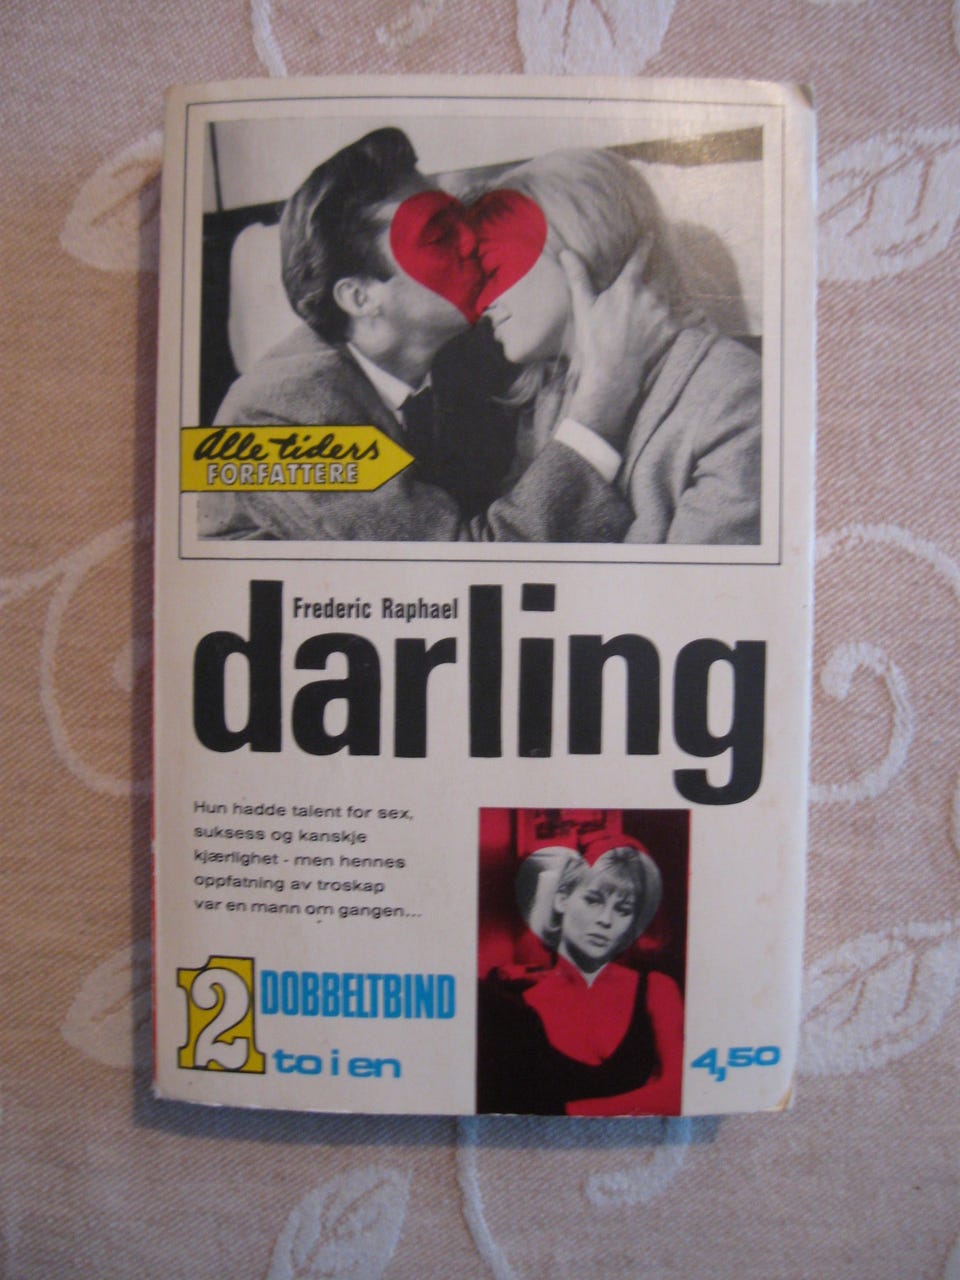 Alle tiders
FORFATTERE
Frederic Raphael
darling
Hun hadde talent for sex,
suksess og kanskje
kjærlighet - men hennes
oppfatning av troskap
var en mann om gangen...
12
DOBBELTBIND
to i en
4,50